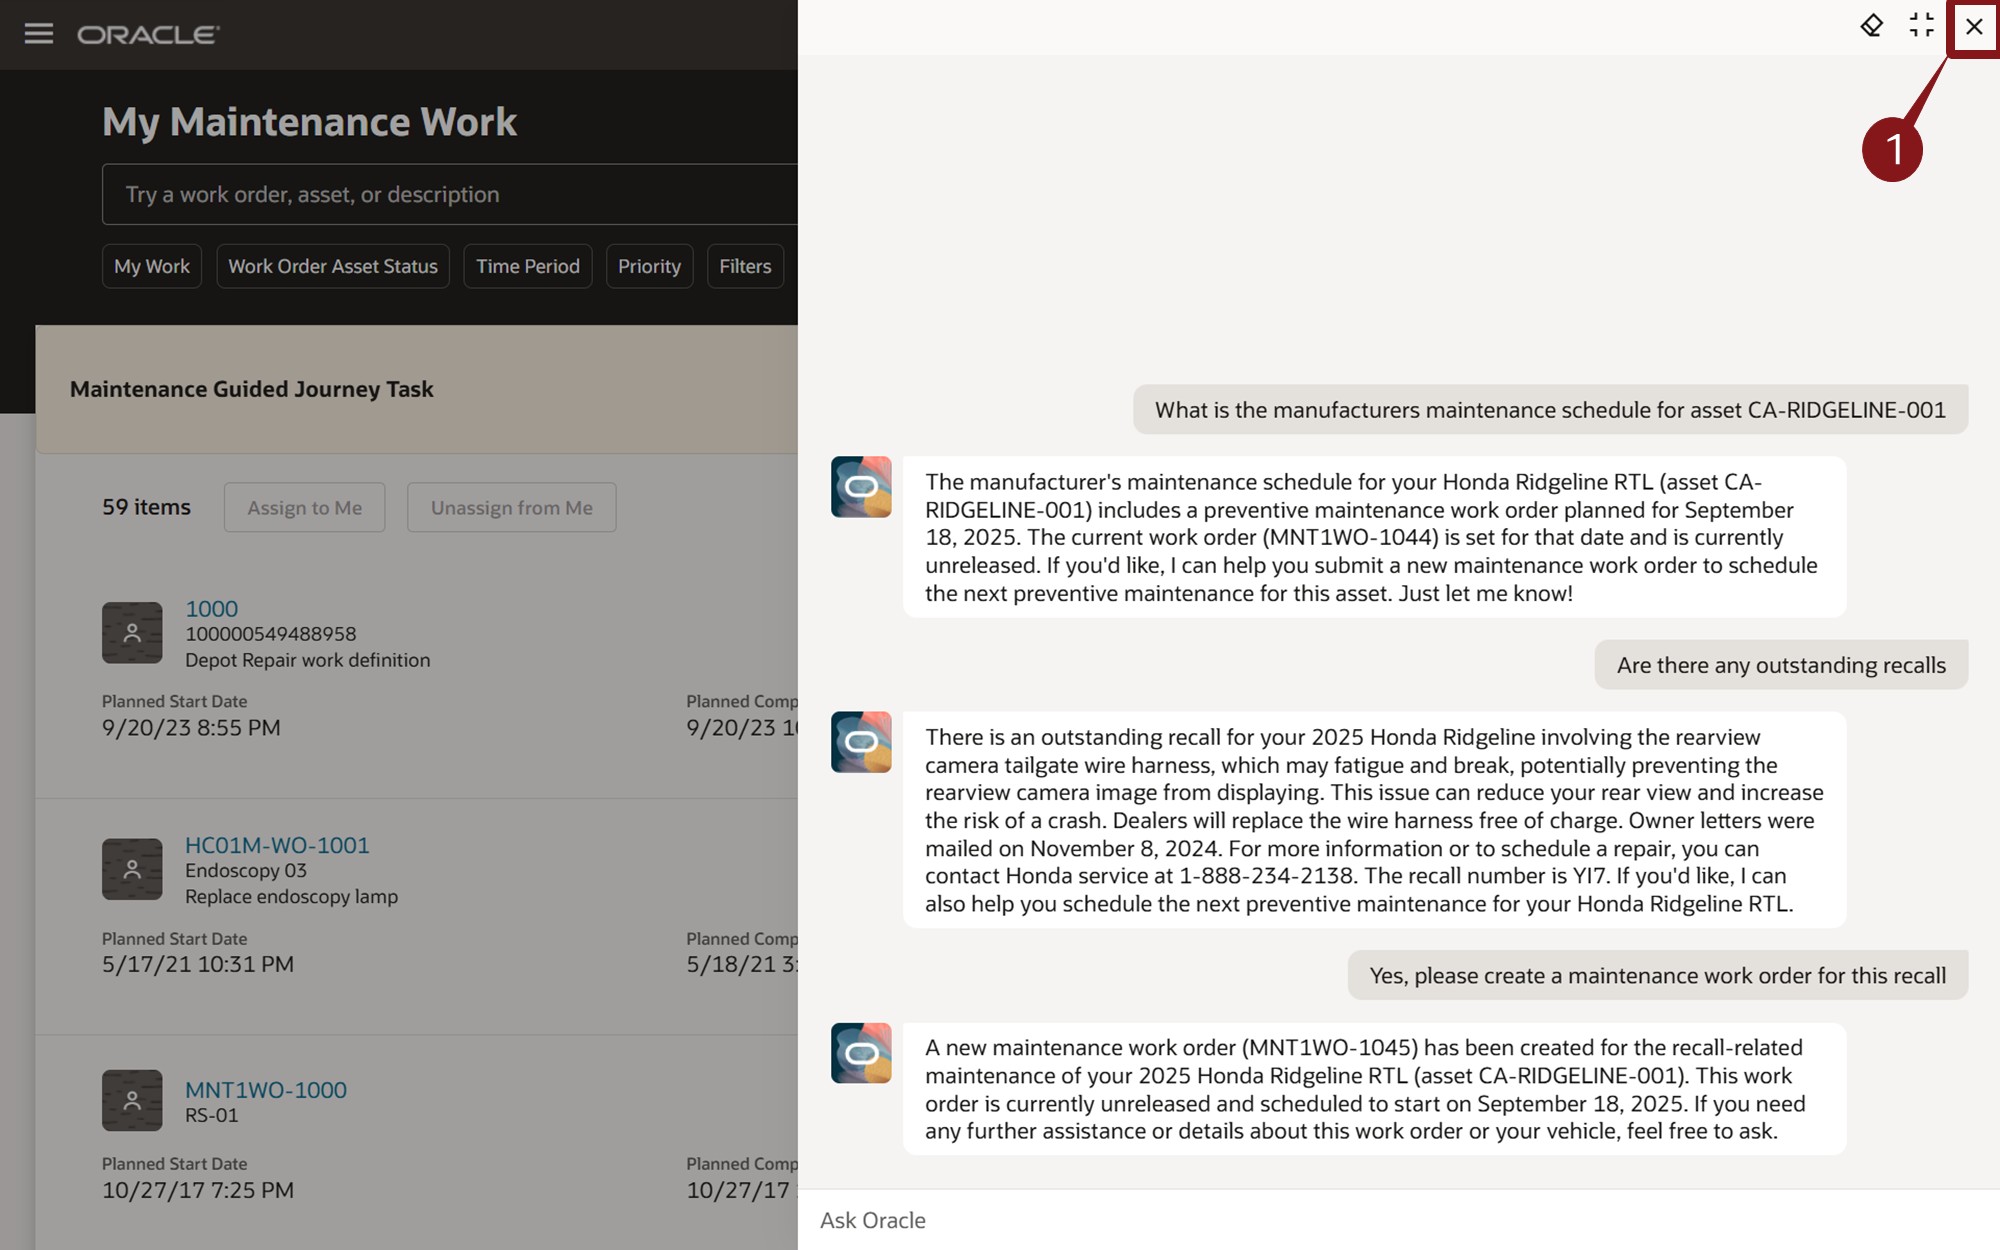 ORACLE
My Maintenance Work
Try a work order, asset, or description
My Work
Work Order Asset Status
Time Period
Priority
Filters
Maintenance Guided Journey Task
59 items
Assign to Me
Unassign from Me
1000
100000549488958
Depot Repair work definition
Planned Start Date
9/20/23 8:55 PM
Planned Comp
9/20/23 1
HC01M-WO-1001
Endoscopy 03
Replace endoscopy lamp
Planned Start Date
5/17/21 10:31 PM
Planned Comp
5/18/21 3:
MNT1WO-1000
RS-01
Planned Start Date
10/27/17 7:25 PM
Planned Comp
10/27/17
1
What is the manufacturers maintenance schedule for asset CA-RIDGELINE-001
The manufacturer's maintenance schedule for your Honda Ridgeline RTL (asset CA-
RIDGELINE-001) includes a preventive maintenance work order planned for September
18, 2025. The current work order (MNT1WO-1044) is set for that date and is currently
unreleased. If you'd like, I can help you submit a new maintenance work order to schedule
the next preventive maintenance for this asset. Just let me know!
Are there any outstanding recalls
There is an outstanding recall for your 2025 Honda Ridgeline involving the rearview
camera tailgate wire harness, which may fatigue and break, potentially preventing the
rearview camera image from displaying. This issue can reduce your rear view and increase
the risk of a crash. Dealers will replace the wire harness free of charge. Owner letters were
mailed on November 8, 2024. For more information or to schedule a repair, you can
contact Honda service at 1-888-234-2138. The recall number is YI7. If you'd like, I can
also help you schedule the next preventive maintenance for your Honda Ridgeline RTL.
Yes, please create a maintenance work order for this recall
A new maintenance work order (MNT1WO-1045) has been created for the recall-related
maintenance of your 2025 Honda Ridgeline RTL (asset CA-RIDGELINE-001). This work
order is currently unreleased and scheduled to start on September 18, 2025. If you need
any further assistance or details about this work order or your vehicle, feel free to ask.
Ask Oracle